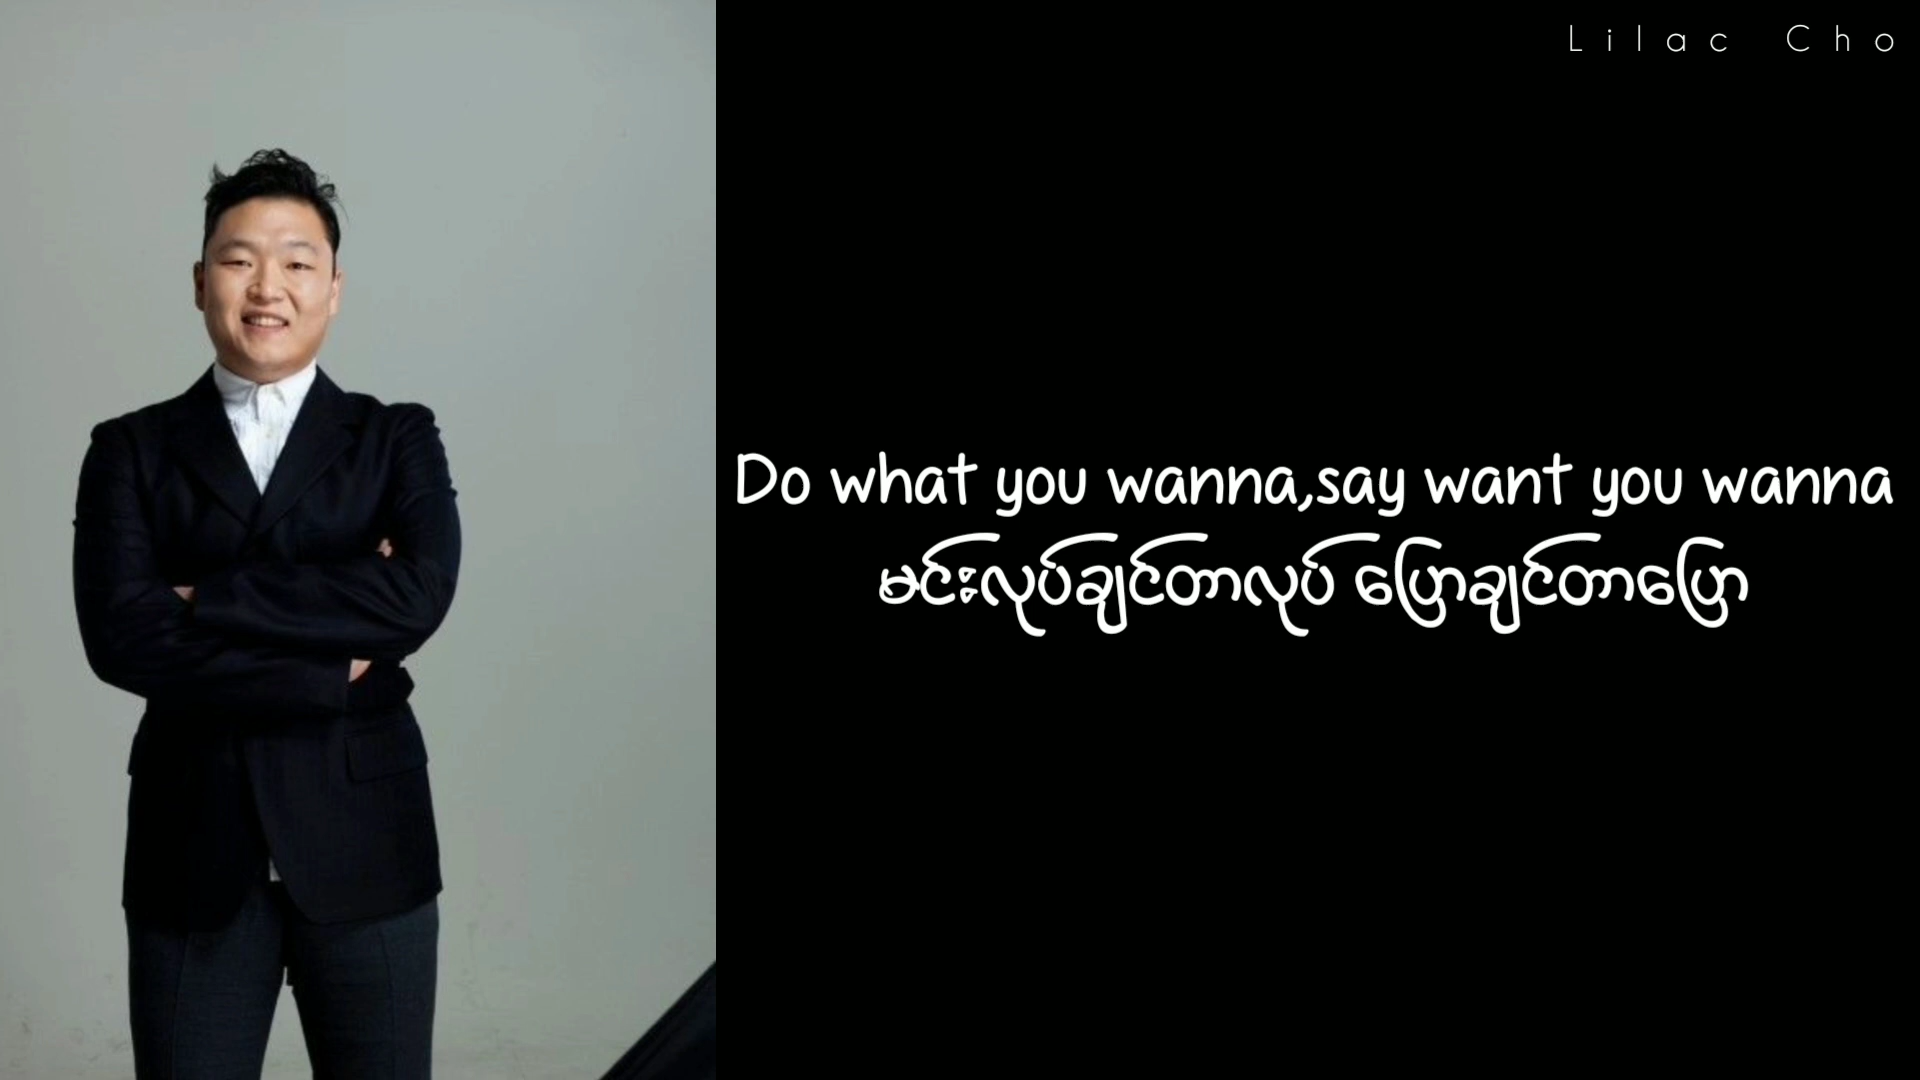 Lilac Cho
Do what you wanna,say want you wanna
မင်းလုပ်ချင်တာလုပ် ပြောချင်တာပြော